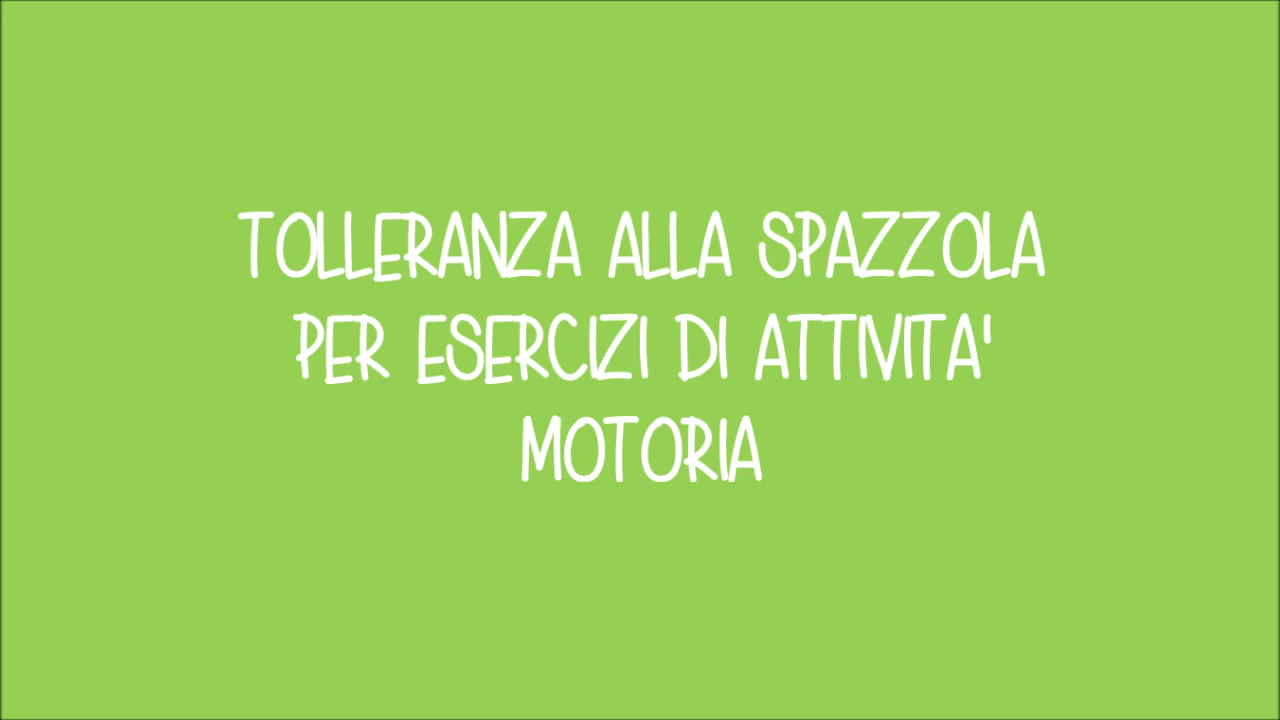 TOLLERANZA ALLA SPAZZOLA
PER ESERCIZI DI ATTIVITA'
MOTORIA